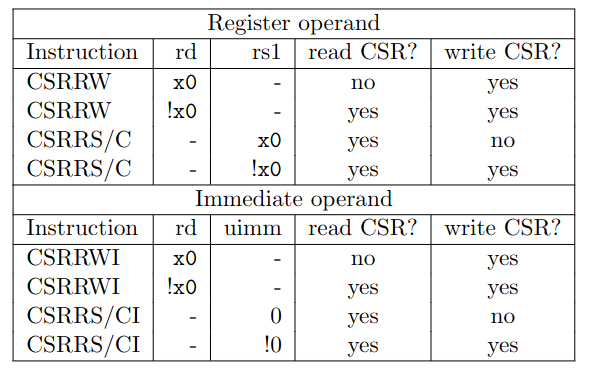 Register operand
Instruction rd rs1 read CSR? write CSR?
CSRRW x0 - no yes
CSRRW !x0 - yes yes
CSRRS/C - x0 yes no
CSRRS/C - !x0 yes yes
Immediate operand
Instruction rd uimm read CSR? write CSR?
CSRRWI x0 - no yes
CSRRWI !x0 - yes yes
CSRRS/CI - 0 yes no
CSRRS/CI - !0 yes yes